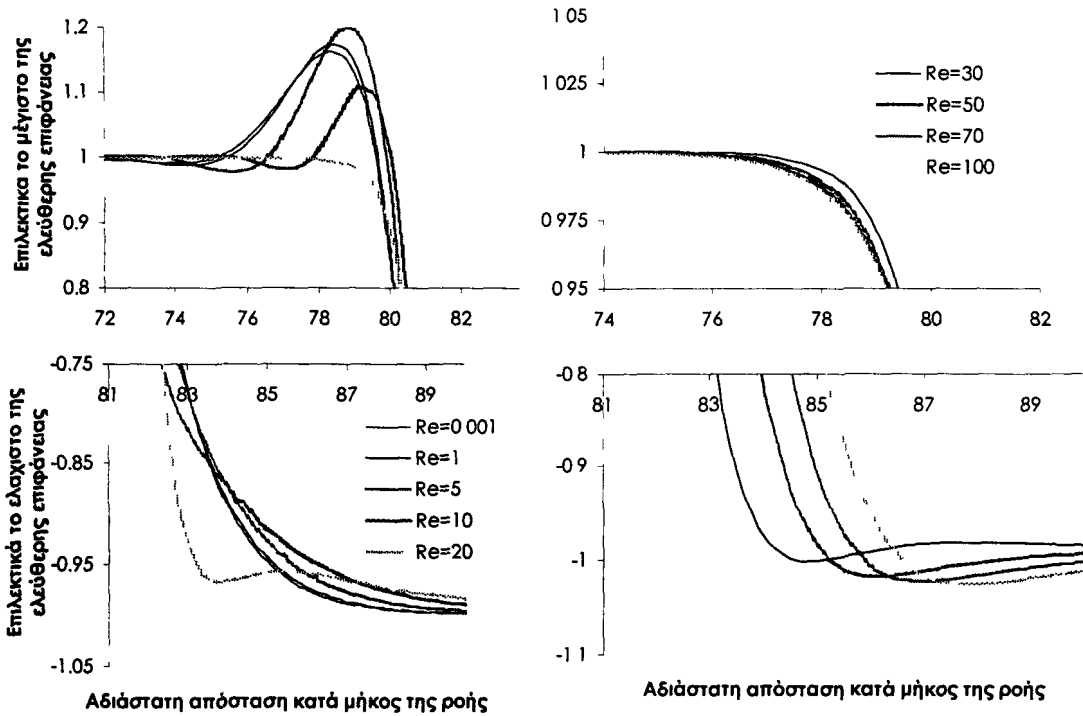 Επιλεκτικα το μέγιστο της
ελεύθερης επιφάνειας
1.2
1.1
1
0.9
0.8
72 74 76 78 80 82
1 05
1 025
1
0 975
0 95
74 76 78 80 82
Re=30
Re=50
Re=70
Re=100
Επιλεκτικά το ελαχιστο της
ελεύθερης επιφάνειας
-0.75
-0.85
-0.95
-1.05
81 83 85 87 89
Re=0 001
Re=1
Re=5
Re=10
Re=20
-0 8
-0.9
-1
-1 1
81 83 85 87 89
Αδιάστατη απόσταση κατά μήκος της ροής
Αδιάστατη απόσταση κατά μήκος της ροής